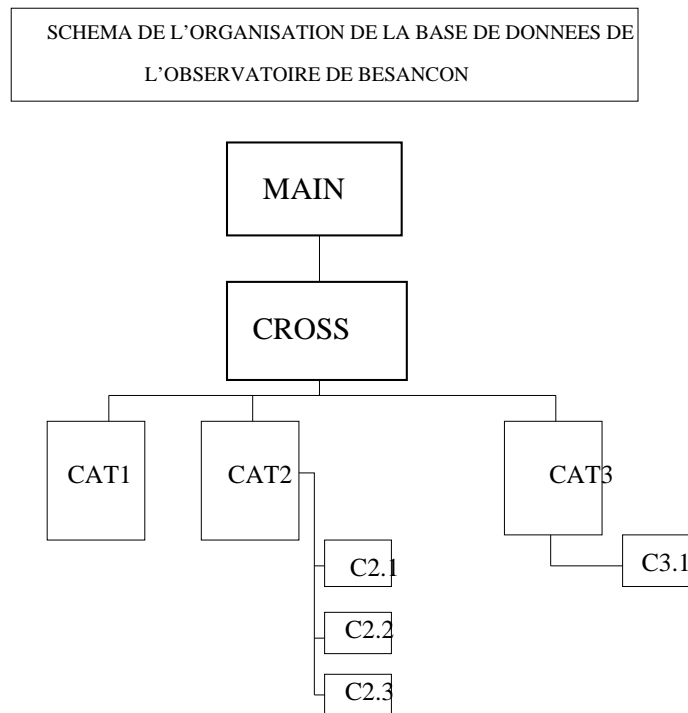 SCHEMA DE L'ORGANISATION DE LA BASE DE DONNEES DE
L'OBSERVATOIRE DE BESANCON
MAIN
CROSS
CAT1
CAT2
CAT3
C2.1
C3.1
C2.2
C2.3